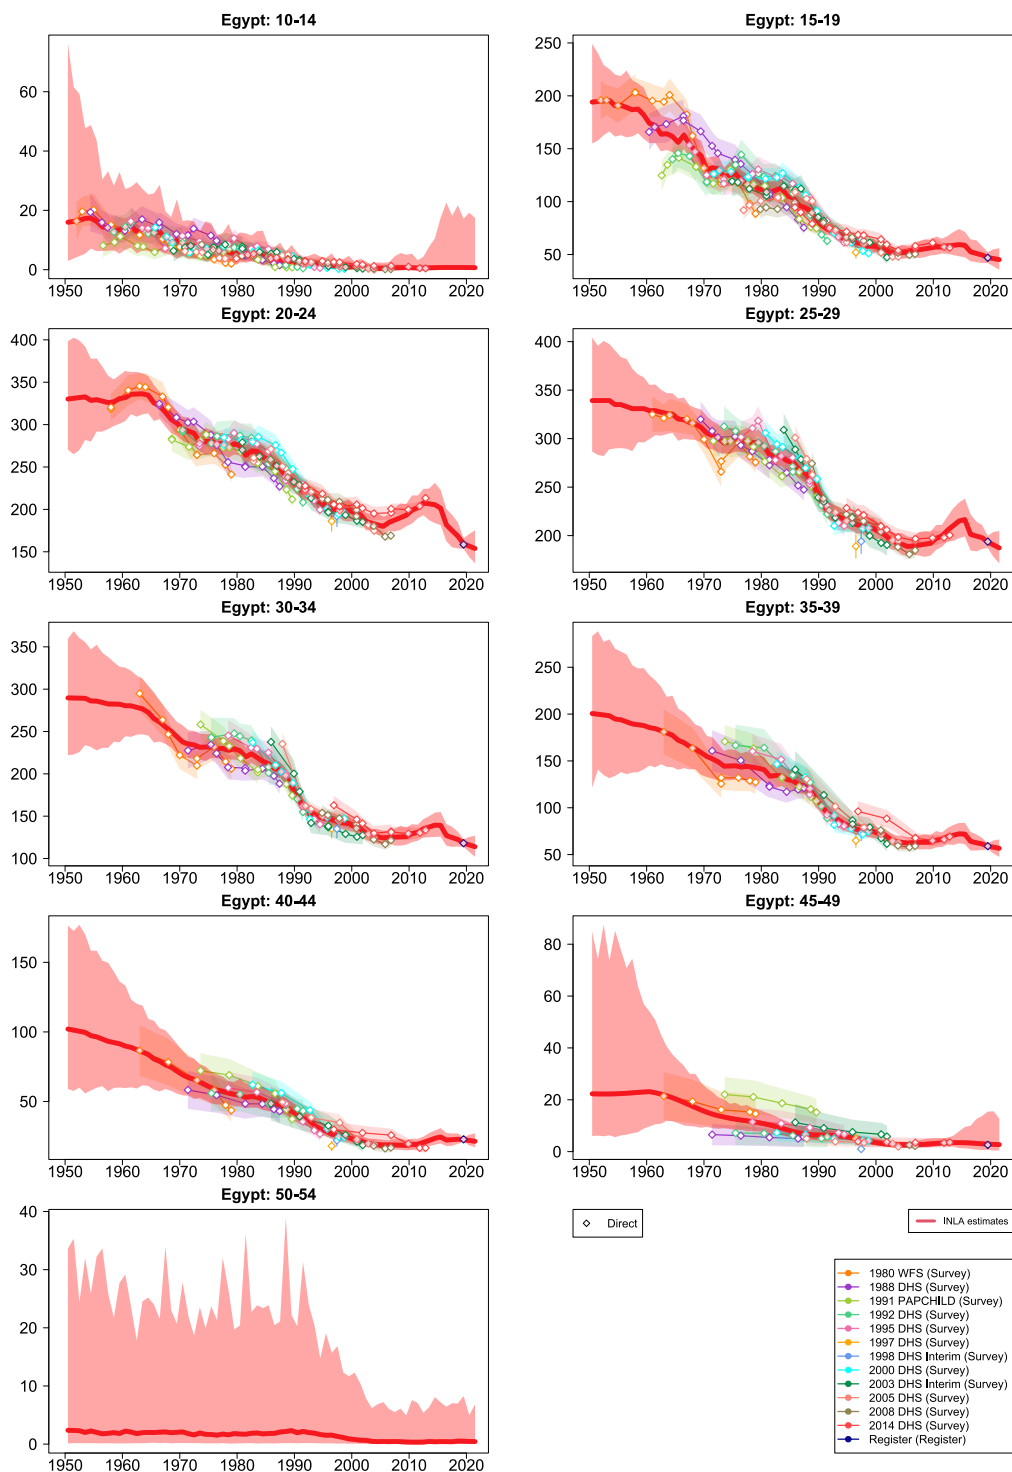 Egypt: 10-14
60
40
20
0
1950 1960 1970 1980 1990 2000 2010 2020
Egypt: 15-19
250
200
150
100
50
1950 1960 1970 1980 1990 2000 2010 2020
Egypt: 20-24
400
350
300
250
200
150
1950 1960 1970 1980 1990 2000 2010 2020
Egypt: 25-29
400
350
300
250
200
1950 1960 1970 1980 1990 2000 2010 2020
Egypt: 30-34
350
300
250
200
150
100
1950 1960 1970 1980 1990 2000 2010 2020
Egypt: 35-39
250
200
150
100
50
1950 1960 1970 1980 1990 2000 2010 2020
Egypt: 40-44
150
100
50
1950 1960 1970 1980 1990 2000 2010 2020
Egypt: 45-49
80
60
40
20
0
1950 1960 1970 1980 1990 2000 2010 2020
Egypt: 50-54
40
30
20
10
0
1950 1960 1970 1980 1990 2000 2010 2020
Direct
INLA estimates
1980 WFS (Survey)
1988 DHS (Survey)
1991 PAPCHILD (Survey)
1992 DHS (Survey)
1995 DHS (Survey)
1997 DHS (Survey)
1998 DHS Interim (Survey)
2000 DHS (Survey)
2003 DHS Interim (Survey)
2005 DHS (Survey)
2008 DHS (Survey)
2014 DHS (Survey)
Register (Register)